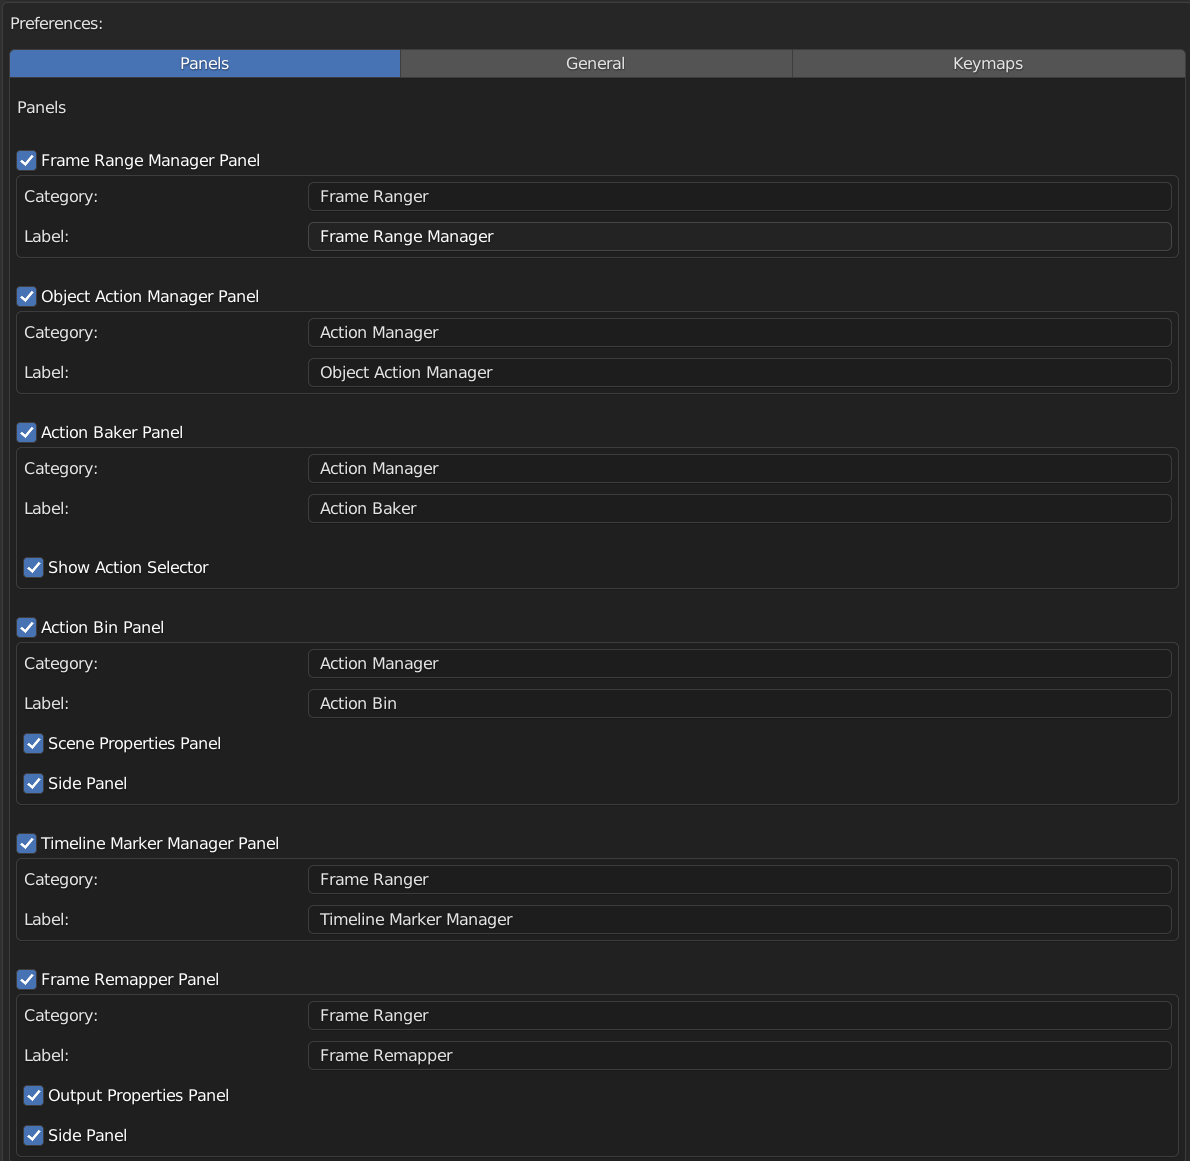 Preferences:
Panels General Keymaps
Panels
Frame Range Manager Panel
Category: Frame Ranger
Label: Frame Range Manager
Object Action Manager Panel
Category: Action Manager
Label: Object Action Manager
Action Baker Panel
Category: Action Manager
Label: Action Baker
Show Action Selector
Action Bin Panel
Category: Action Manager
Label: Action Bin
Scene Properties Panel
Side Panel
Timeline Marker Manager Panel
Category: Frame Ranger
Label: Timeline Marker Manager
Frame Remapper Panel
Category: Frame Ranger
Label: Frame Remapper
Output Properties Panel
Side Panel